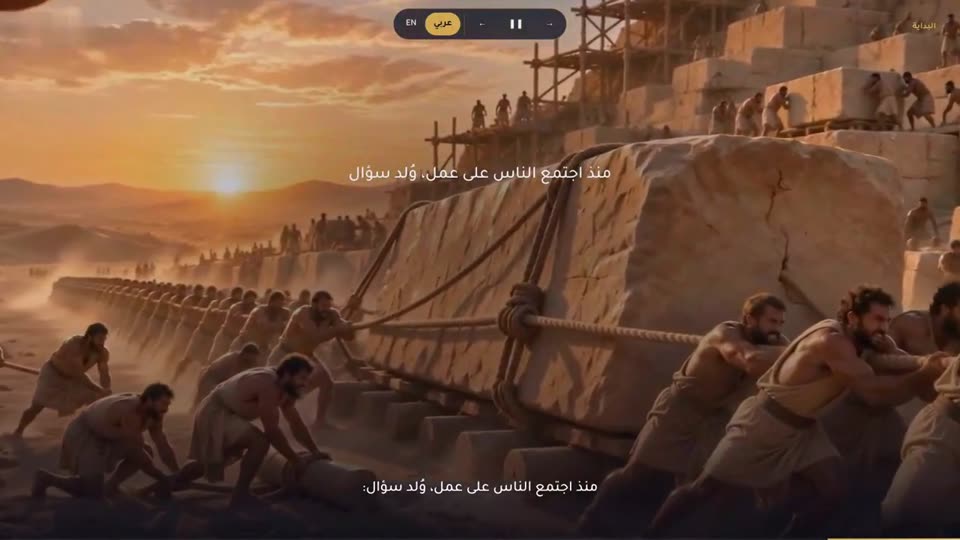 EN
عربي
البداية
منذ اجتمع الناس على عمل، وُلد سؤال
منذ اجتمع الناس على عمل، وُلد سؤال: